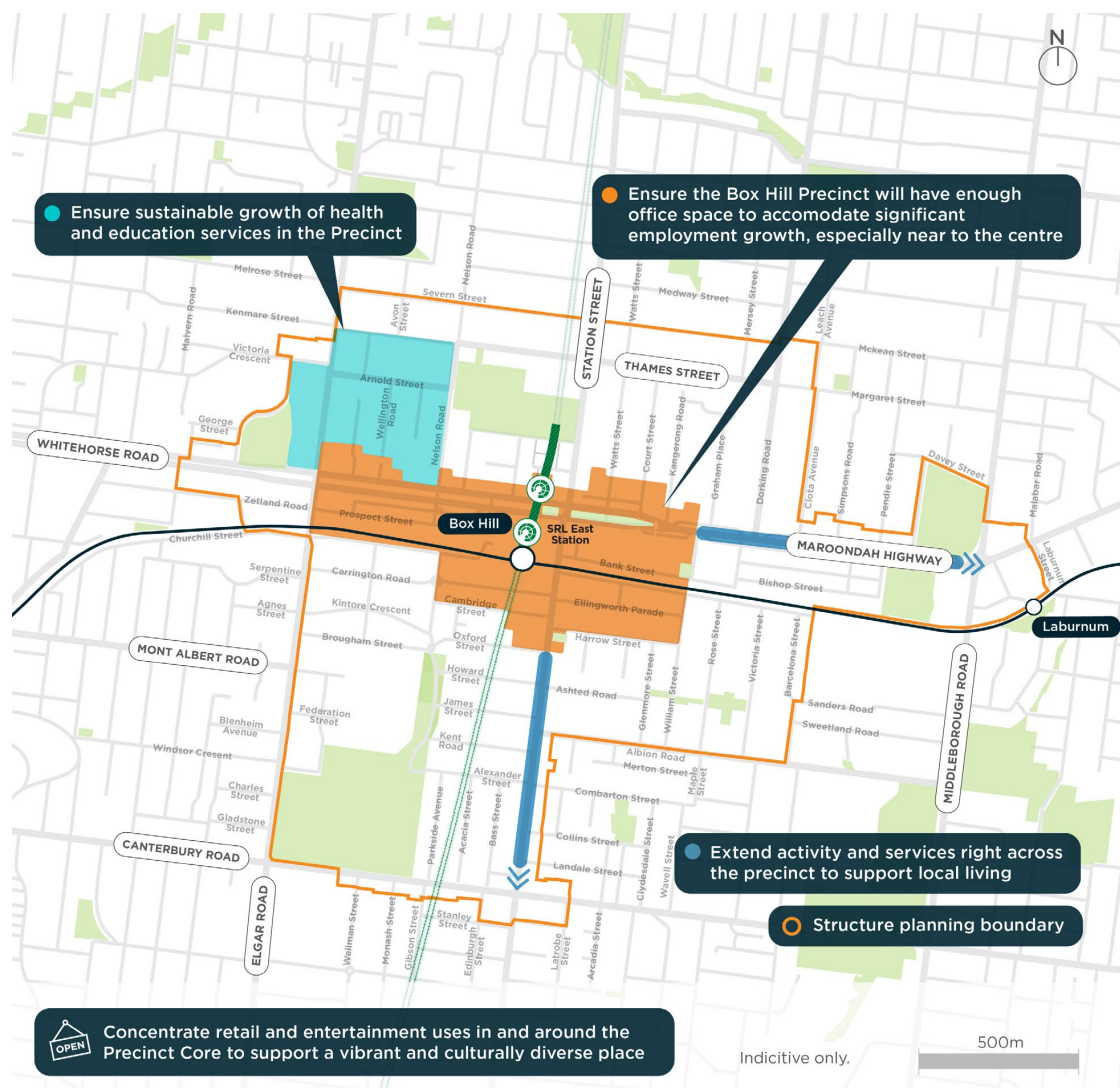 N
Ensure sustainable growth of health
and education services in the Precinct
Ensure the Box Hill Precinct will have enough
office space to accomodate significant
employment growth, especially near to the centre
Melrose Street
Nelson Road
Severn Street
Kenmare Street
Malvern Road
Avon
Street
Victoria
Crescent
STATION STREET
Watts Street
Medway Street
Mersey Street
Leach
Avenue
Mckean Street
THAMES STREET
Margaret Street
Arnold Street
Wellington
Road
Nelson Road
George
Street
WHITEHORSE ROAD
Watts Street
Court Street
Kangerong Road
Graham Place
Dorking Road
Clota Avenue
Simpsons Road
Pendle Street
Davey Street
Malabar Road
Zetland Road
Prospect Street
Box Hill
SRL East
Station
MAROONDAH HIGHWAY
Churchill Street
Serpentine
Street
Carrington Road
Bank Street
Bishop Street
Laburnum
Street
Agnes
Street
Kintore Crescent
Cambridge
Street
Ellingworth Parade
Laburnum
Brougham Street
Oxford
Street
Harrow Street
Rose Street
Victoria Street
Barcelona Street
MONT ALBERT ROAD
Howard
Street
Ashted Road
Glenmore Street
William Street
MIDDLEBOROUGH ROAD
James
Street
Federation
Street
Blenheim
Avenue
Sanders Road
Sweetland Road
Windsor Cresent
Kent
Road
Albion Road
Merton Street
Maple
Street
Alexander
Street
Charles
Street
Combarton Street
Gladstone
Street
Parkside Avenue
Acacia Street
Bass Street
Collins Street
Clydesdale Street
Wavell Street
CANTERBURY ROAD
Landale Street
Extend activity and services right across
the precinct to support local living
ELGAR ROAD
Wellman Street
Monash Street
Gibson Street
Stanley
Street
Edinburgh
Street
Latrobe
Street
Arcadia Street
Structure planning boundary
OPEN
Concentrate retail and entertainment uses in and around the
Precinct Core to support a vibrant and culturally diverse place
Indicitive only.
500m